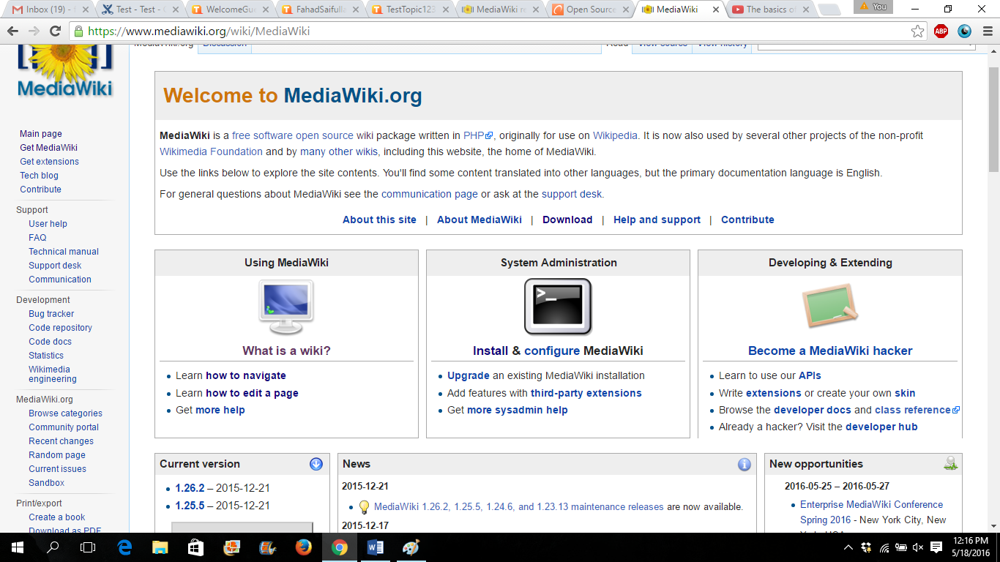 Inbox (19) -
Test - Test -
WelcomeGue
FahadSaifulla
TestTopic123
MediaWiki re
Open Source
MediaWiki
The basics o
You
https://www.mediawiki.org/wiki/MediaWiki
ABP
MediaWiki.org
Discussion
Read
View source
View history
MediaWiki
Main page
Get MediaWiki
Get extensions
Tech blog
Contribute
Support
User help
FAQ
Technical manual
Support desk
Communication
Development
Bug tracker
Code repository
Code docs
Statistics
Wikimedia
engineering
MediaWiki.org
Browse categories
Community portal
Recent changes
Random page
Current issues
Sandbox
Print/export
Create a book
Download as PDF
Welcome to MediaWiki.org
MediaWiki is a free software open source wiki package written in PHP, originally for use on Wikipedia. It is now also used by several other projects of the non-profit
Wikimedia Foundation and by many other wikis, including this website, the home of MediaWiki.
Use the links below to explore the site contents. You'll find some content translated into other languages, but the primary documentation language is English.
For general questions about MediaWiki see the communication page or ask at the support desk.
About this site | About MediaWiki | Download | Help and support | Contribute
Using MediaWiki
What is a wiki?
• Learn how to navigate
• Learn how to edit a page
• Get more help
System Administration
>_
Install & configure MediaWiki
• Upgrade an existing MediaWiki installation
• Add features with third-party extensions
• Get more sysadmin help
Developing & Extending
Become a MediaWiki hacker
• Learn to use our APIs
• Write extensions or create your own skin
• Browse the developer docs and class reference
• Already a hacker? Visit the developer hub
Current version
• 1.26.2 – 2015-12-21
• 1.25.5 – 2015-12-21
News
2015-12-21
• MediaWiki 1.26.2, 1.25.5, 1.24.6, and 1.23.13 maintenance releases are now available.
2015-12-17
New opportunities
2016-05-25 – 2016-05-27
• Enterprise MediaWiki Conference
Spring 2016 - New York City, New
12:16 PM
5/18/2016